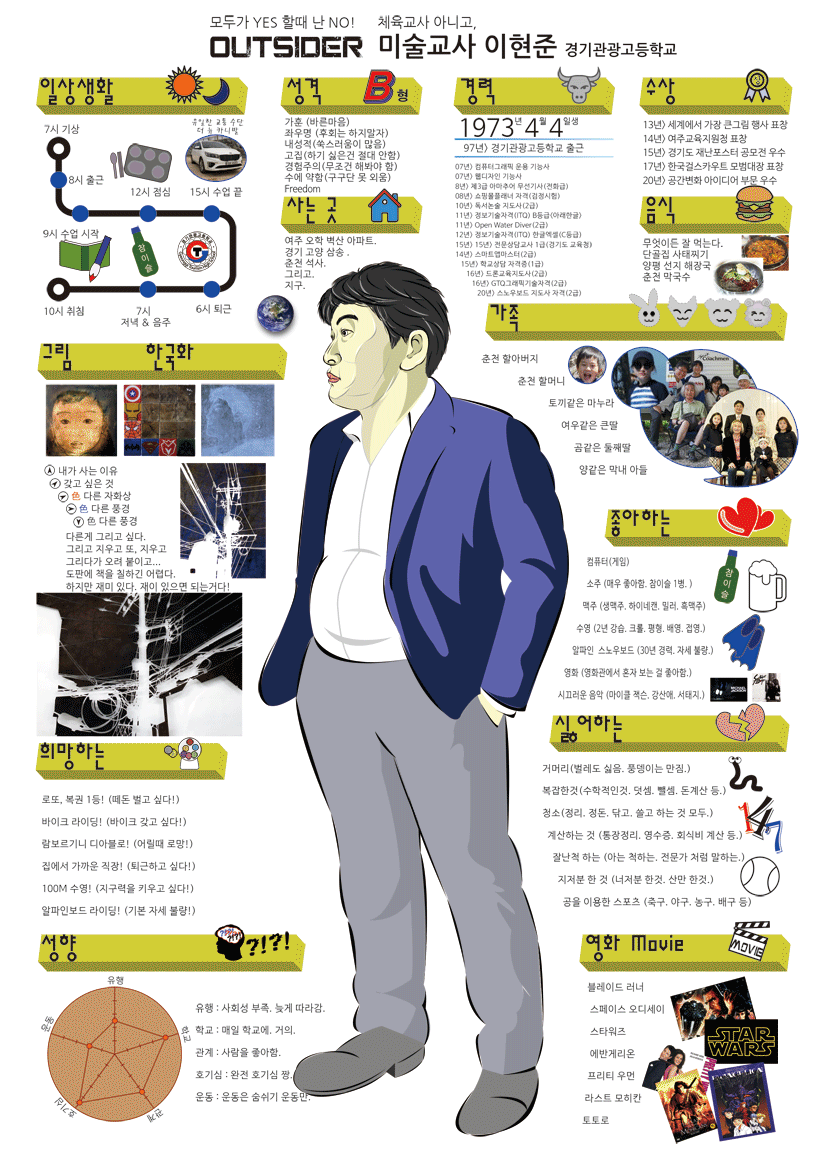 모두가 YES 할때 난 NO!
체육교사 아니고,
OUTSIDER 미술교사 이현준 경기관광고등학교
일상생활
7시 기상
유일한 교통 수단
더 뉴 카니발
8시 출근
12시 점심
15시 수업 끝
9시 수업 시작
참이슬
10시 취침
7시
저녁 & 음주
6시 퇴근
성격
B형
가훈 (바른마음)
좌우명 (후회는 하지말자)
내성적(쑥스러움이 많음)
고집(하기 싫은건 절대 안함)
경험주의(무조건 해봐야 함)
수에 약함(구구단 못 외움)
Freedom
사는 곳
여주 오학 벽산 아파트.
경기 고양 삼송 .
춘천 석사.
그리고.
지구.
경력
1973년 4월 4일생
97년) 경기관광고등학교 출근
07년) 컴퓨터그래픽 운용 기능사
07년) 웹디자인 기능사
8년) 제3급 아마추어 무선기사(전화급)
08년) 쇼핑몰플래너 자격(검정시험)
10년) 독서논술 지도사(2급)
11년) 정보기술자격(ITQ) B등급(아래한글)
11년) Open Water Diver(2급)
12년) 정보기술자격(ITQ) 한글엑셀(C등급)
15년) 15년) 전문상담교사 1급(경기도 교육청)
14년) 스마트앱마스터(2급)
15년) 학교상담 자격증(1급)
16년) 드론교육지도사(2급)
16년) GTQ그래픽기술자격(2급)
20년) 스노우보드 지도사 자격(2급)
수상
13년) 세계에서 가장 큰그림 행사 표창
14년) 여주교육지원청 표창
15년) 경기도 재난포스터 공모전 우수
17년) 한국걸스카우트 모범대장 표창
20년) 공간변화 아이디어 부문 우수
음식
무엇이든 잘 먹는다.
단골집 사태찌기
양평 선지 해장국
춘천 막국수
가족
춘천 할아버지
춘천 할머니
토끼같은 마누라
여우같은 큰딸
곰같은 둘째딸
양같은 막내 아들
Coachmen
그림 한국화
내가 사는 이유
갖고 싶은 것
色 다른 자화상
色 다른 풍경
色 다른 풍경
다른게 그리고 싶다.
그리고 지우고 또, 지우고
그리다가 오려 붙이고...
도판에 책을 칠하긴 어렵다.
하지만 재미 있다. 재미 있으면 되는거다!
좋아하는
컴퓨터(게임)
소주 (매우 좋아함. 참이슬 1병. )
맥주 (생맥주, 하이네켄, 밀러, 흑맥주)
수영 (2년 강습. 크롤, 평형, 배영, 접영.)
알파인 스노우보드 (30년 경력. 자세 불량.)
영화 (영화관에서 혼자 보는 걸 좋아함.)
시끄러운 음악 (마이클 잭슨. 강산애. 서태지.)
참이슬
MICHAEL JACKSON
싫어하는
거머리(벌레도 싫음. 풍뎅이는 만짐.)
복잡한것(수학적인것. 덧셈. 뺄셈. 돈계산 등.)
청소(정리. 정돈. 닦고. 쓸고 하는 것 모두.)
계산하는 것 (통장정리. 영수증. 회식비 계산 등.)
잘난척 하는 (아는 척하는. 전문가 처럼 말하는.)
지저분 한 것 (너저분 한것. 산만 한것.)
공을 이용한 스포츠 (축구. 야구. 농구. 배구 등)
147
희망하는
로또, 복권 1등! (떼돈 벌고 싶다!)
바이크 라이딩! (바이크 갖고 싶다!)
람보르기니 디아블로! (어릴때 로망!)
집에서 가까운 직장! (퇴근하고 싶다!)
100M 수영! (지구력을 키우고 싶다!)
알파인보드 라이딩! (기본 자세 불량!)
성향
?!?!
유행
학교
관계
호기심
운동
유행 : 사회성 부족. 늦게 따라감.
학교 : 매일 학교에. 거의.
관계 : 사람을 좋아함.
호기심 : 완전 호기심 짱.
운동 : 운동은 숨쉬기 운동만.
영화 Movie
MOVIE
블레이드 러너
스페이스 오디세이
스타워즈
에반게리온
프리티 우먼
라스트 모히칸
토토로
STAR WARS